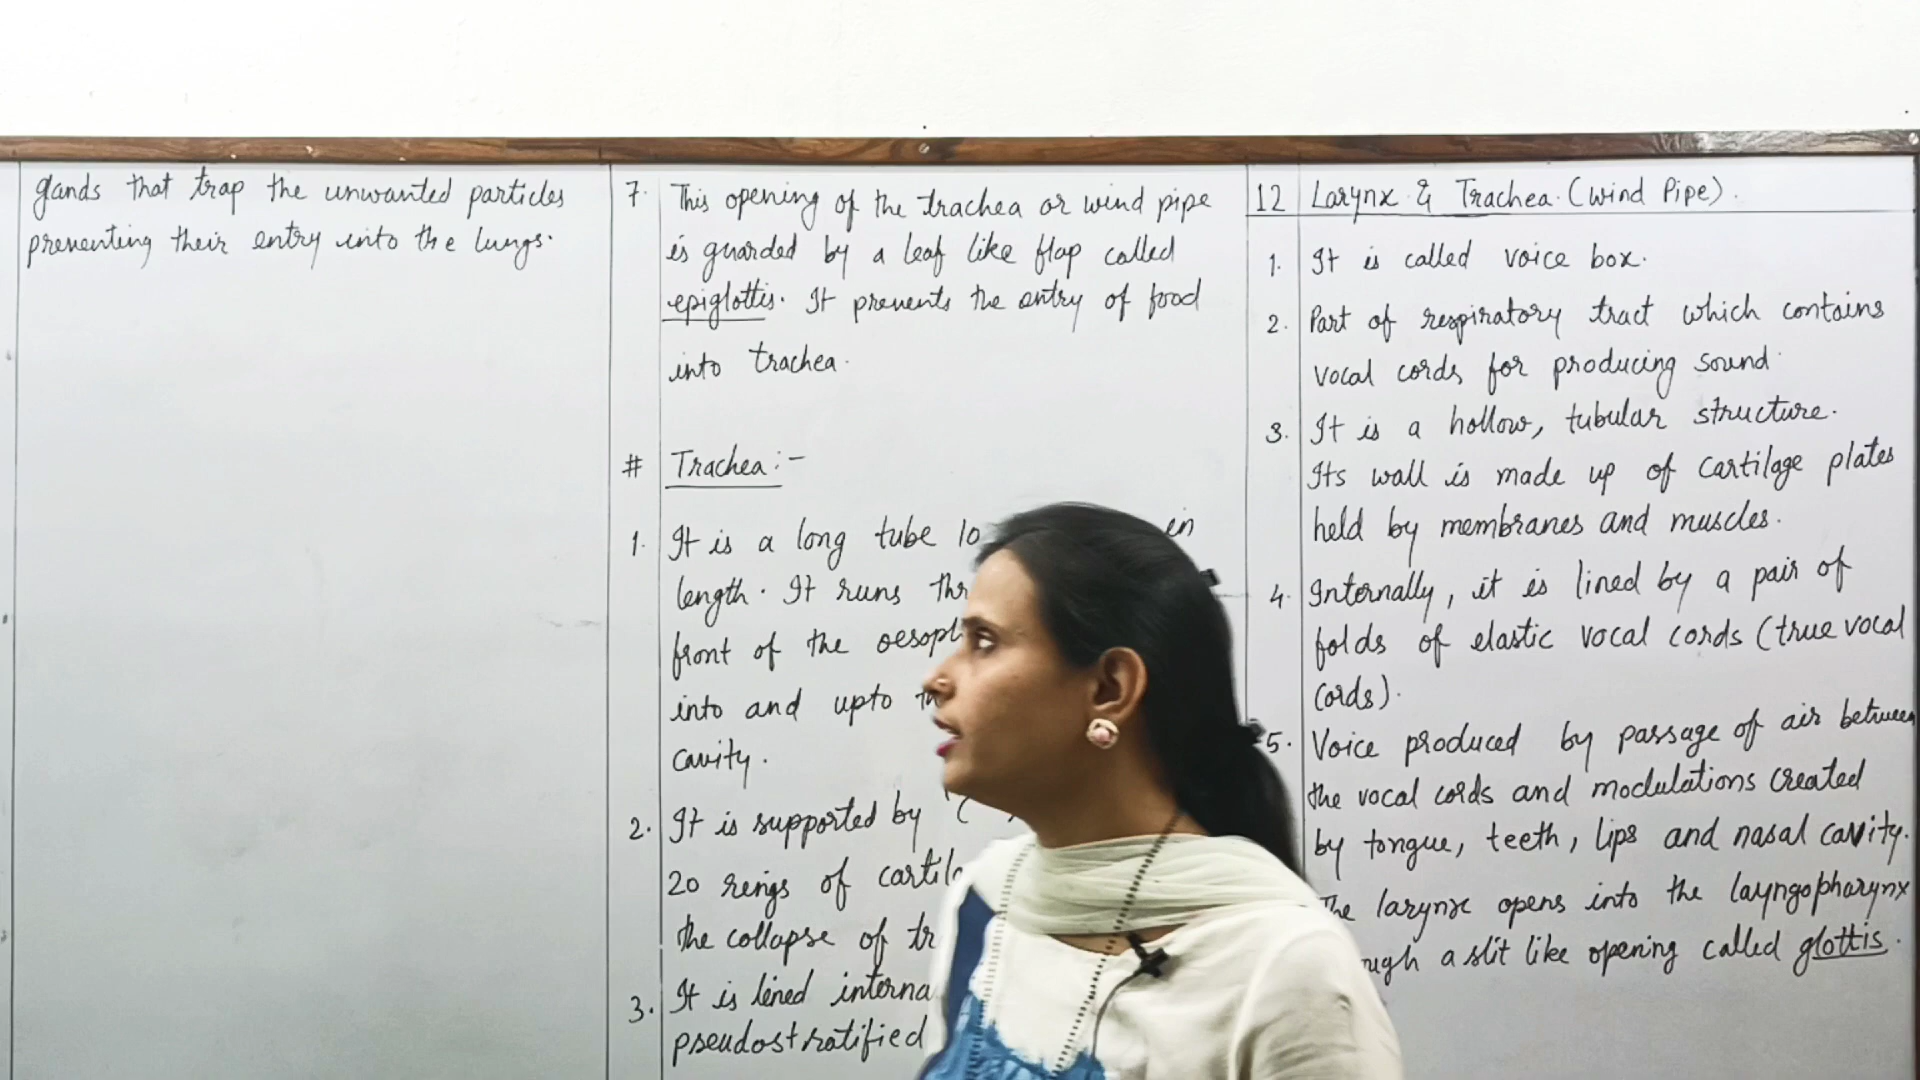 glands that trap the unwanted particles
preventing their entry into the lungs.
7. This opening of the trachea or wind pipe
is guarded by a leaf like flap called
epiglottis. It prevents the entry of food
into trachea.
# Trachea :-
1. It is a long tube in
length. It runs
front of the
into and upto
cavity.
2. It is supported by
20 rings of
the collapse of
3. It is lined
pseudostratified
12 Larynx & Trachea. (Wind Pipe).
1. It is called voice box.
2. Part of respiratory tract which contains
vocal cords for producing sound.
3. It is a hollow, tubular structure.
Its wall is made up of cartilage plates
held by membranes and muscles.
4. Internally, it is lined by a pair of
folds of elastic vocal cords (true vocal
cords).
5. Voice produced by passage of air between
the vocal cords and modulations created
by tongue, teeth, lips and nasal cavity.
The larynx opens into the layngopharynx
a slit like opening called glottis.